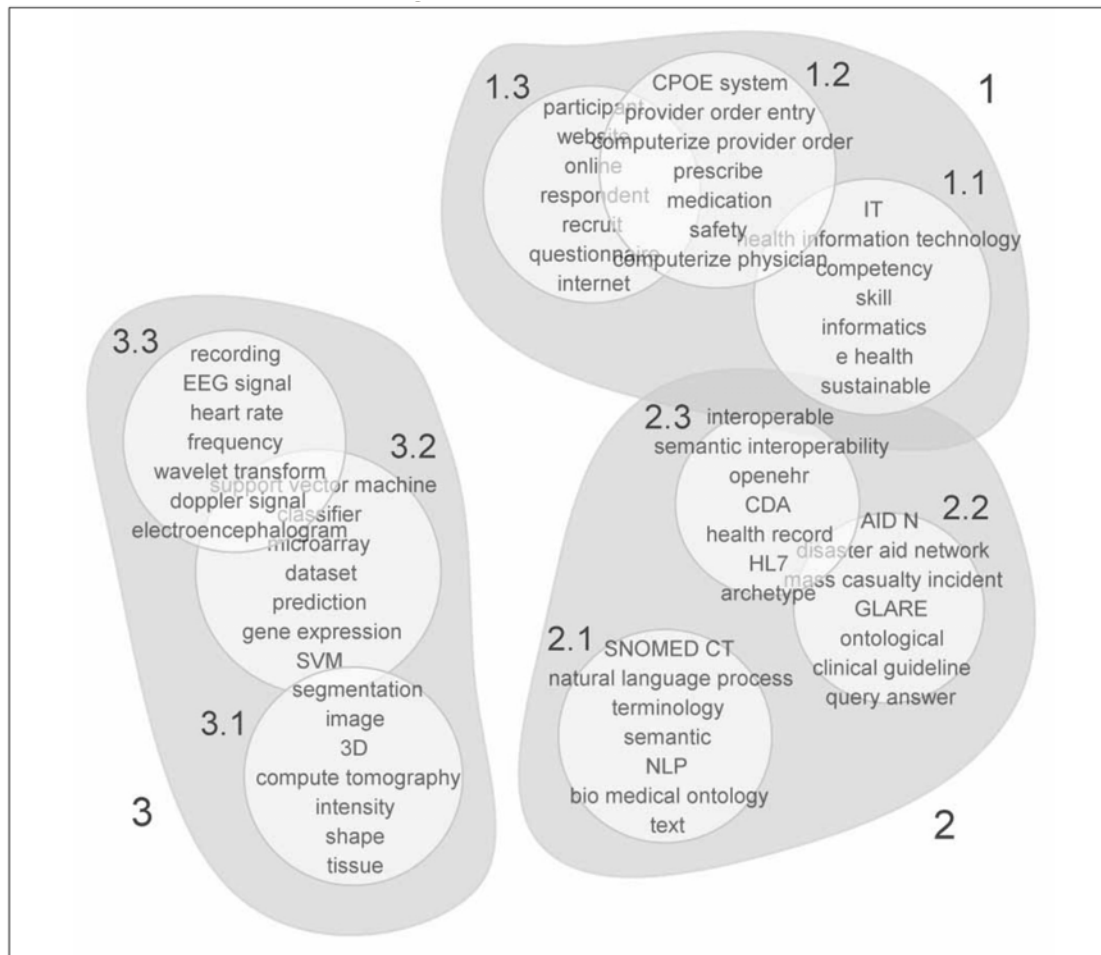 1
1.3
participant
website
online
respondent
recruit
questionnaire
internet
1.2
CPOE system
provider order entry
computerize provider order
prescribe
medication
safety
computerize physician
1.1
IT
health information technology
competency
skill
informatics
e health
sustainable
3.3
recording
EEG signal
heart rate
frequency
wavelet transform
doppler signal
electroencephalogram
3.2
support vector machine
classifier
microarray
dataset
prediction
gene expression
SVM
3.1
segmentation
image
3D
compute tomography
intensity
shape
tissue
3
2.3
interoperable
semantic interoperability
openehr
CDA
health record
HL7
archetype
2.2
AID N
disaster aid network
mass casualty incident
GLARE
ontological
clinical guideline
query answer
2.1
SNOMED CT
natural language process
terminology
semantic
NLP
bio medical ontology
text
2